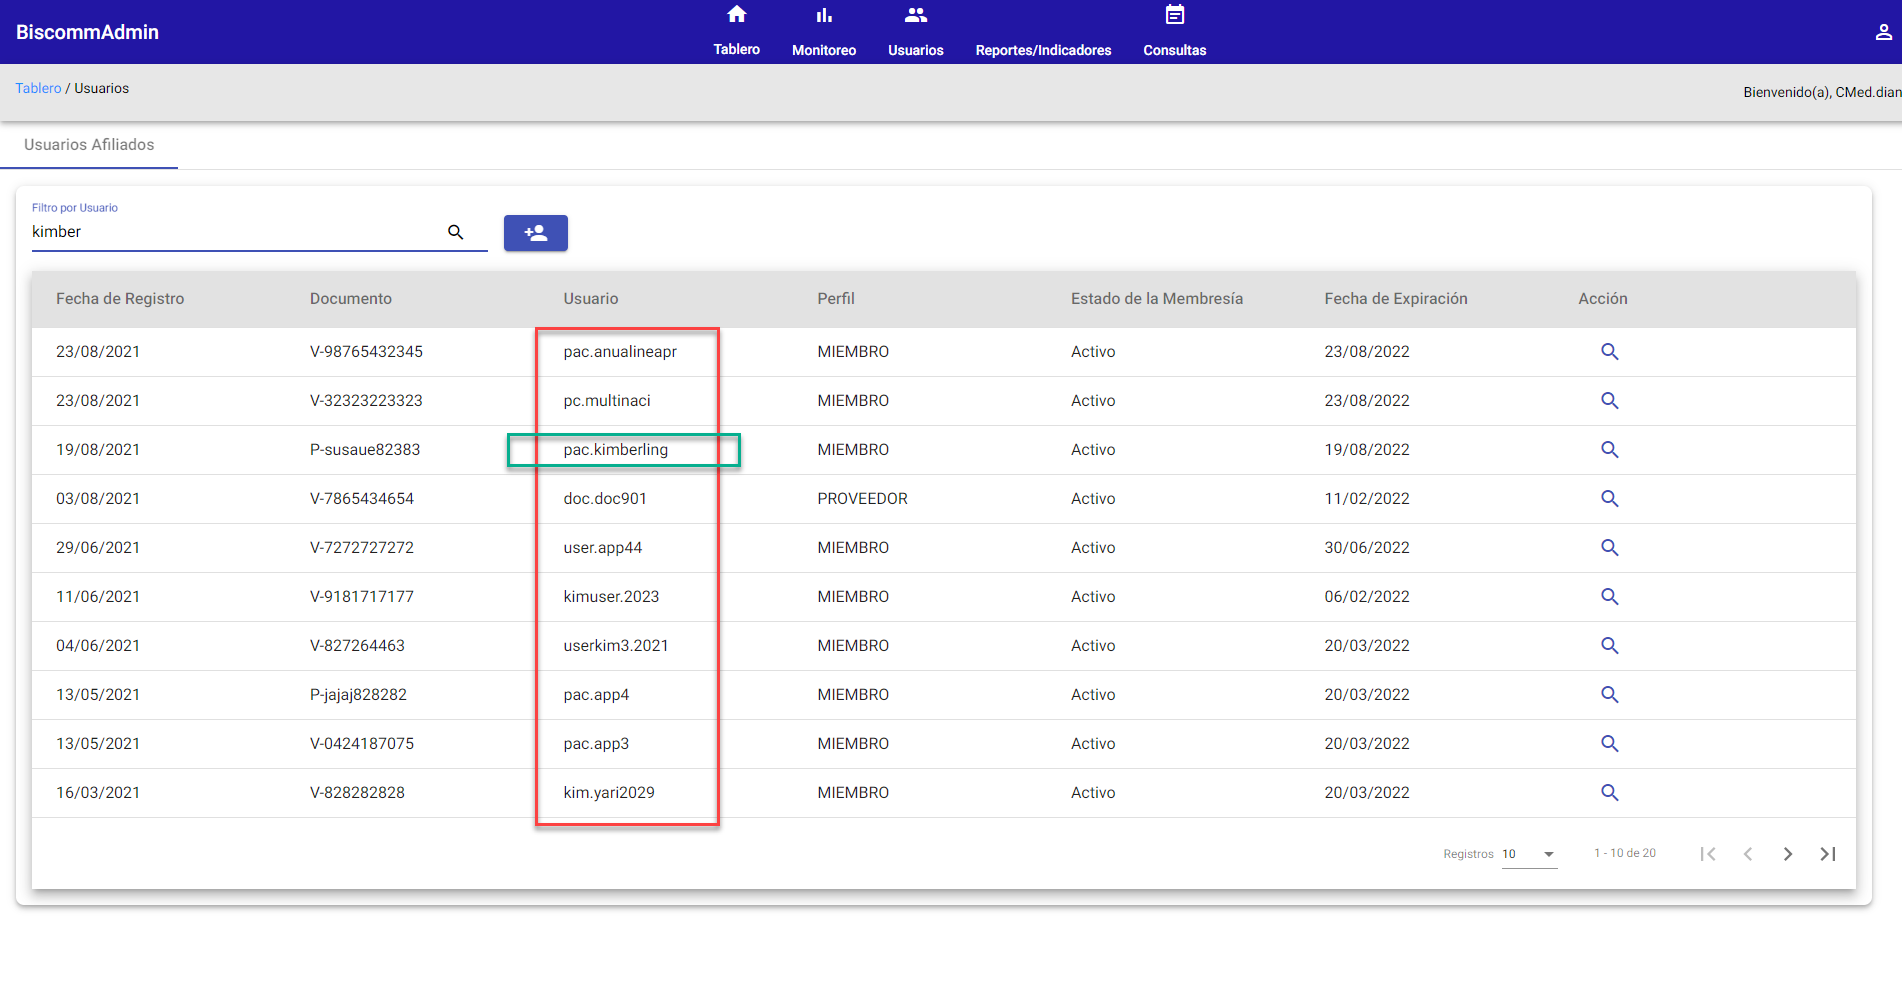 BiscommAdmin
Tablero Monitoreo Usuarios Reportes/Indicadores Consultas
Tablero / Usuarios
Bienvenido(a), CMed.dian
Usuarios Afiliados
Filtro por Usuario
kimber
Fecha de Registro Documento Usuario Perfil Estado de la Membresía Fecha de Expiración Acción
23/08/2021 V-98765432345 pac.anualineapr MIEMBRO Activo 23/08/2022
23/08/2021 V-32323223323 pc.multinaci MIEMBRO Activo 23/08/2022
19/08/2021 P-susaue82383 pac.kimberling MIEMBRO Activo 19/08/2022
03/08/2021 V-7865434654 doc.doc901 PROVEEDOR Activo 11/02/2022
29/06/2021 V-7272727272 user.app44 MIEMBRO Activo 30/06/2022
11/06/2021 V-9181717177 kimuser.2023 MIEMBRO Activo 06/02/2022
04/06/2021 V-827264463 userkim3.2021 MIEMBRO Activo 20/03/2022
13/05/2021 P-jajaj828282 pac.app4 MIEMBRO Activo 20/03/2022
13/05/2021 V-0424187075 pac.app3 MIEMBRO Activo 20/03/2022
16/03/2021 V-828282828 kim.yari2029 MIEMBRO Activo 20/03/2022
Registros 10 1 - 10 de 20